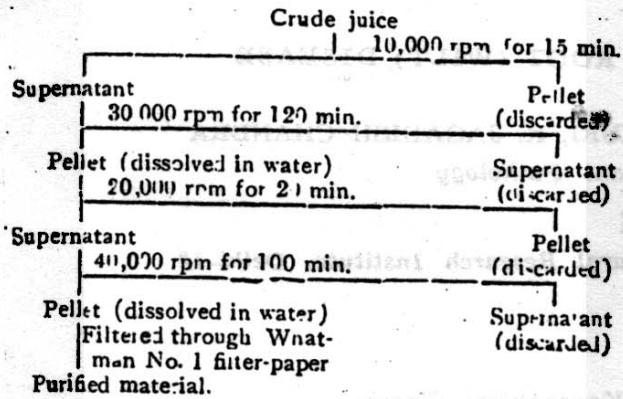 Crude juice
10,000 rpm for 15 min.
Supernatant
Pellet
(discarded)
30 000 rpm for 120 min.
Pellet (dissolved in water)
Supernatant
(discarded)
20,000 rpm for 20 min.
Supernatant
Pellet
(discarded)
40,000 rpm for 100 min.
Pellet (dissolved in water)
Supernatant
(discarded)
Filtered through What-
man No. 1 filter-paper
Purified material.